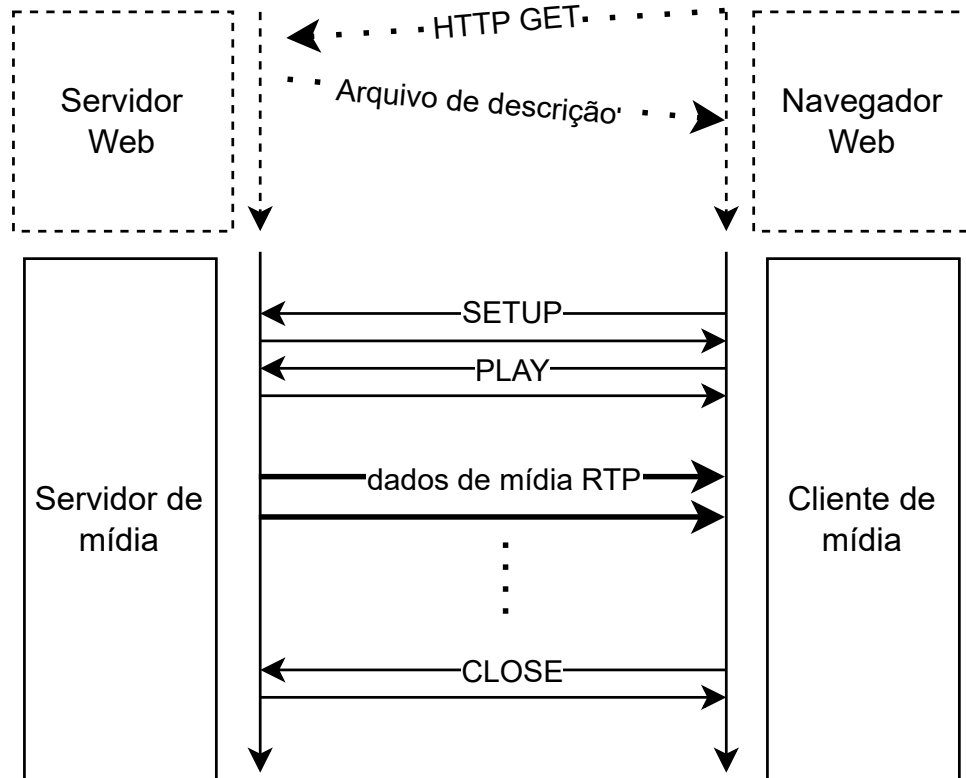 HTTP GET
Arquivo de descrição
Servidor
Web
Navegador
Web
SETUP
PLAY
dados de mídia RTP
Servidor de
mídia
Cliente de
mídia
CLOSE